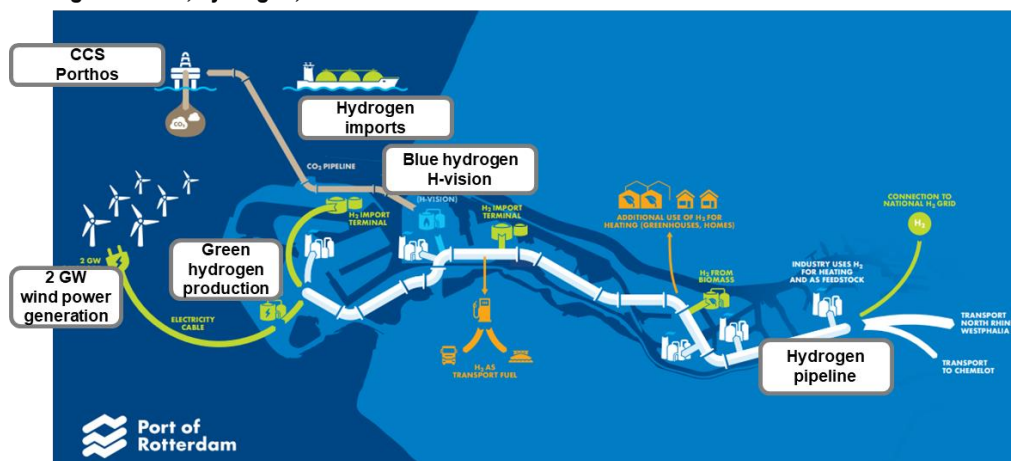 CCS
Porthos
Hydrogen
imports
CO₂
CO₂ PIPELINE
Blue hydrogen
H-vision
(H-VISION)
H₂ IMPORT
TERMINAL
H₂ IMPORT
TERMINAL
ADDITIONAL USE OF H₂ FOR
HEATING (GREENHOUSES, HOMES)
CONNECTION TO
NATIONAL H₂ GRID
H₂
2 GW
Green
hydrogen
production
2 GW
wind power
generation
ELECTRICITY
CABLE
H₂ FROM
BIOMASS
INDUSTRY USES H₂
FOR HEATING
AND AS FEEDSTOCK
TRANSPORT
NORTH RHIN
WESTPHALIA
Hydrogen
pipeline
H₂ AS
TRANSPORT FUEL
TRANSPORT
TO CHEMELOT
Port of
Rotterdam